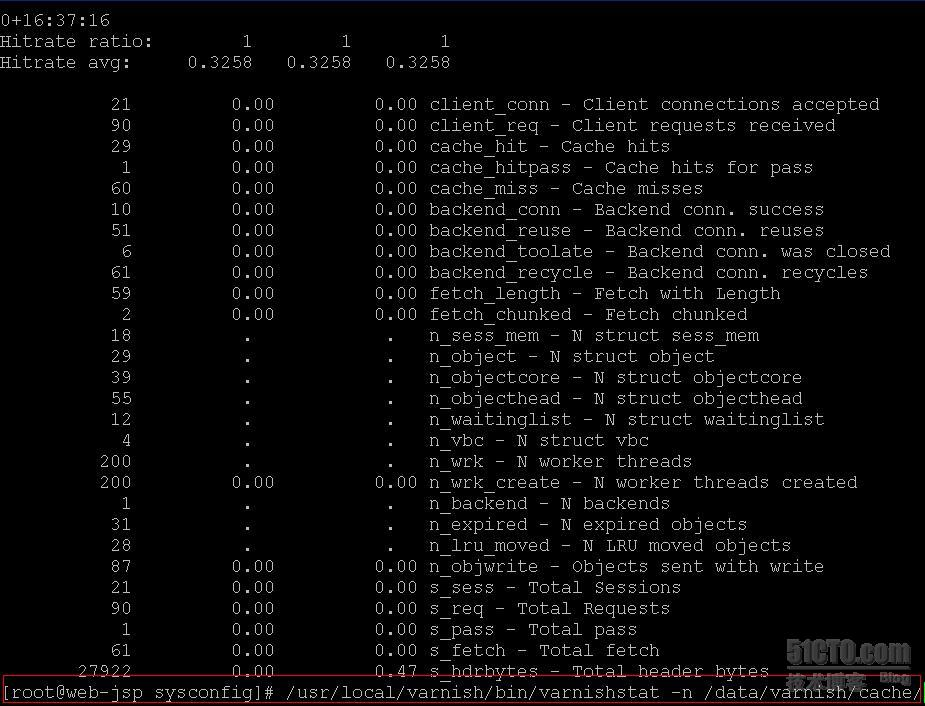 0+16:37:16
Hitrate ratio: 1 1 1
Hitrate avg: 0.3258 0.3258 0.3258
21 0.00 0.00 client_conn - Client connections accepted
90 0.00 0.00 client_req - Client requests received
29 0.00 0.00 cache_hit - Cache hits
1 0.00 0.00 cache_hitpass - Cache hits for pass
60 0.00 0.00 cache_miss - Cache misses
10 0.00 0.00 backend_conn - Backend conn. success
51 0.00 0.00 backend_reuse - Backend conn. reuses
6 0.00 0.00 backend_toolate - Backend conn. was closed
61 0.00 0.00 backend_recycle - Backend conn. recycles
59 0.00 0.00 fetch_length - Fetch with Length
2 0.00 0.00 fetch_chunked - Fetch chunked
18 . . n_sess_mem - N struct sess_mem
29 . . n_object - N struct object
39 . . n_objectcore - N struct objectcore
55 . . n_objecthead - N struct objecthead
12 . . n_waitinglist - N struct waitinglist
4 . . n_vbc - N struct vbc
200 . . n_wrk - N worker threads
200 0.00 0.00 n_wrk_create - N worker threads created
1 . . n_backend - N backends
31 . . n_expired - N expired objects
28 . . n_lru_moved - N LRU moved objects
87 0.00 0.00 n_objwrite - Objects sent with write
21 0.00 0.00 s_sess - Total Sessions
90 0.00 0.00 s_req - Total Requests
1 0.00 0.00 s_pass - Total pass
61 0.00 0.00 s_fetch - Total fetch
27922 0.00 0.47 s_hdrbytes - Total header bytes
[root@web-jsp sysconfig]# /usr/local/varnish/bin/varnishstat -n /data/varnish/cache/
51CTO.com
技术博客 Blog